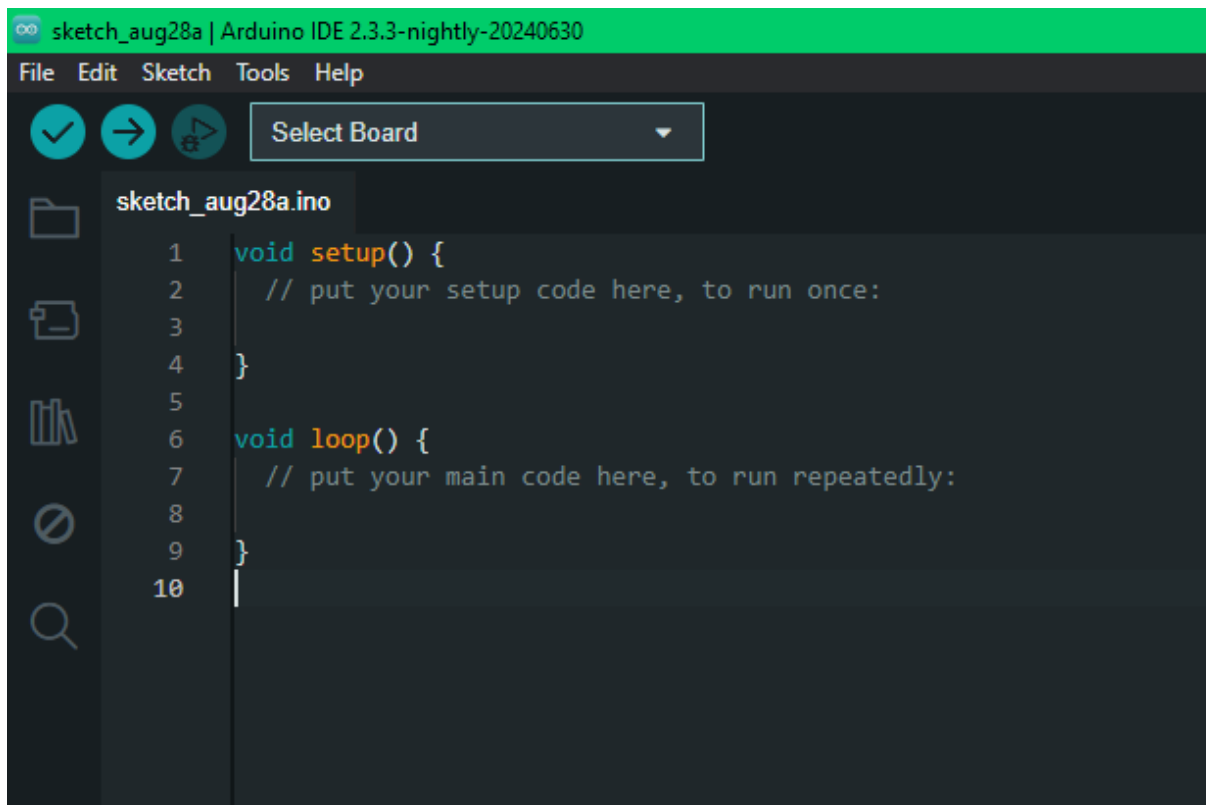 sketch_aug28a | Arduino IDE 2.3.3-nightly-20240630
File Edit Sketch Tools Help
Select Board
sketch_aug28a.ino
1 void setup() {
2 // put your setup code here, to run once:
3
4 }
5
6 void loop() {
7 // put your main code here, to run repeatedly:
8
9 }
10